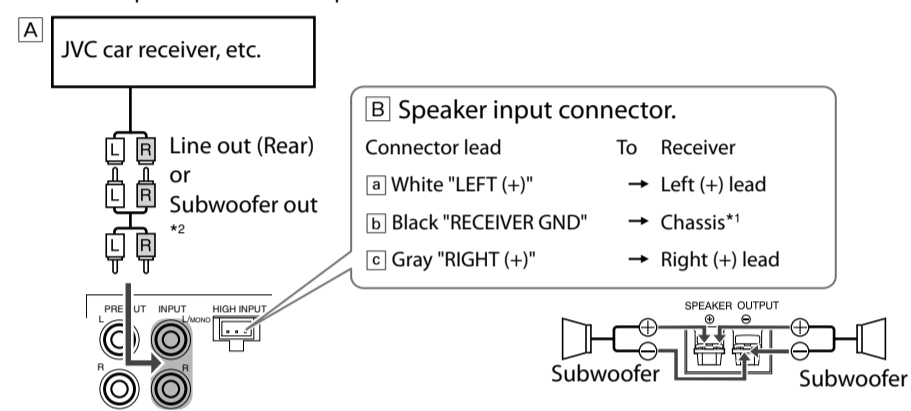 A
JVC car receiver, etc.
B Speaker input connector.
Connector lead To Receiver
a White "LEFT (+)" → Left (+) lead
b Black "RECEIVER GND" → Chassis*1
c Gray "RIGHT (+)" → Right (+) lead
L R Line out (Rear)
or
L R Subwoofer out
*2
L R
PRE OUT INPUT HIGH INPUT
L L/MONO
R R
SPEAKER OUTPUT
⊕ ⊖
⊕ ⊕
⊖ ⊖
Subwoofer Subwoofer